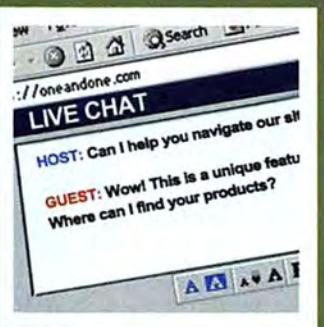 Search
://oneandone.com
LIVE CHAT
HOST: Can I help you navigate our
GUEST: Wow! This is a unique
Where can I find your products?
A A A A